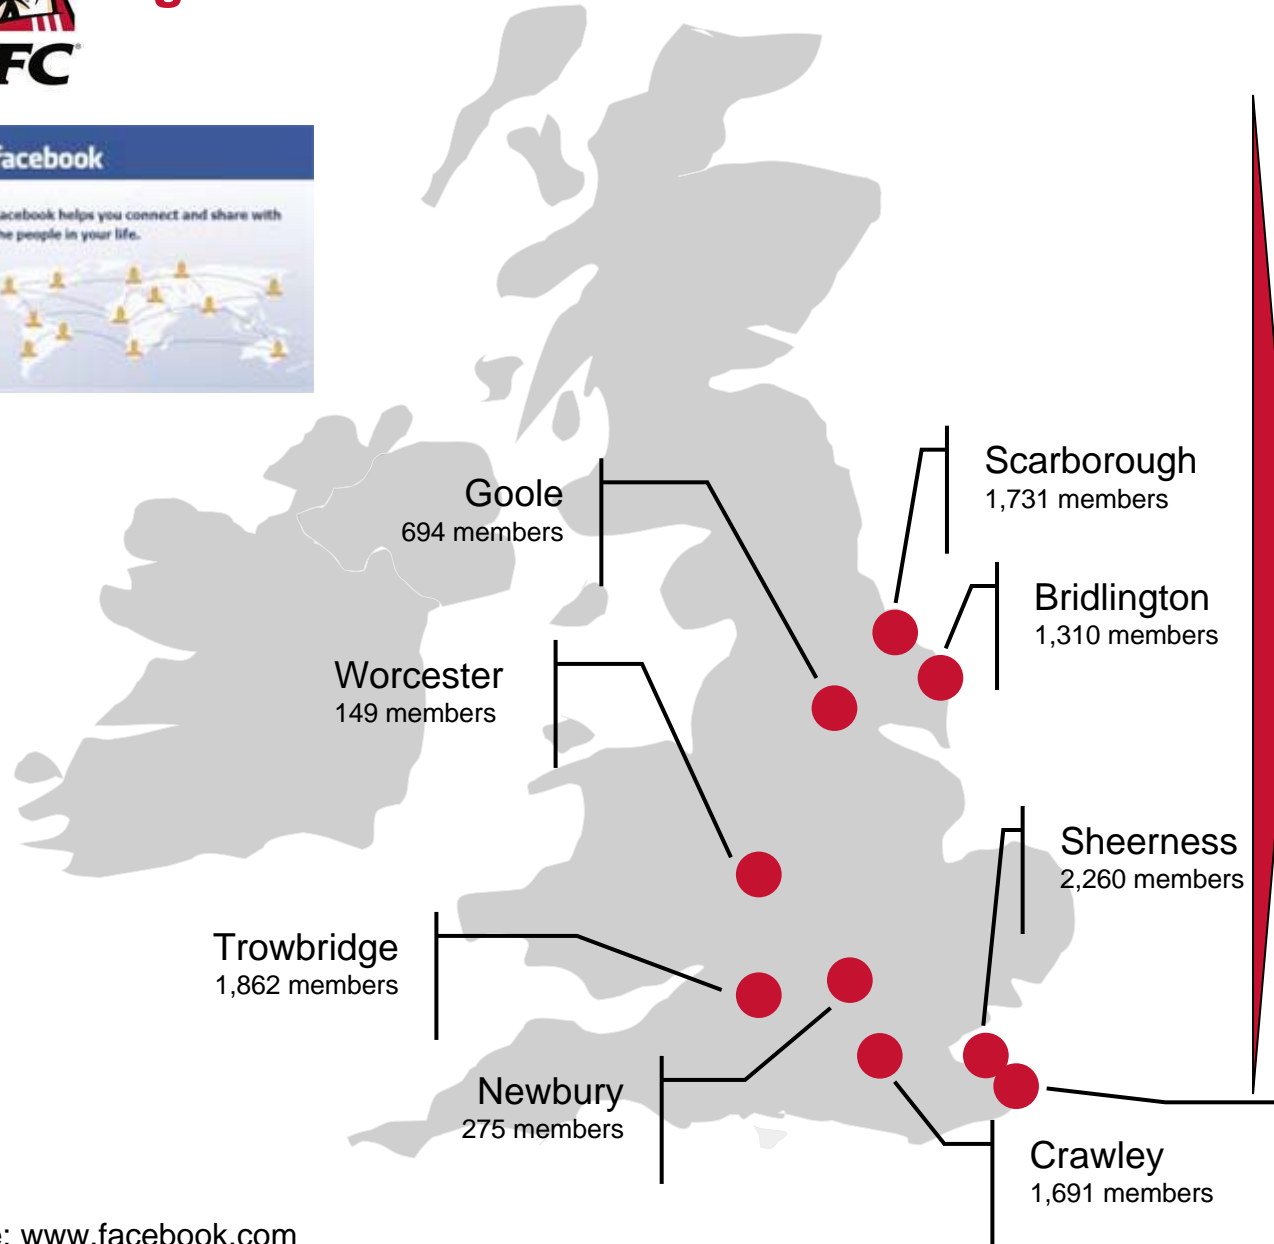 FC
facebook
acebook helps you connect and share with
he people in your life.
Scarborough
1,731 members
Goole
694 members
Bridlington
1,310 members
Worcester
149 members
Sheerness
2,260 members
Trowbridge
1,862 members
Newbury
275 members
Crawley
1,691 members
e: www.facebook.com